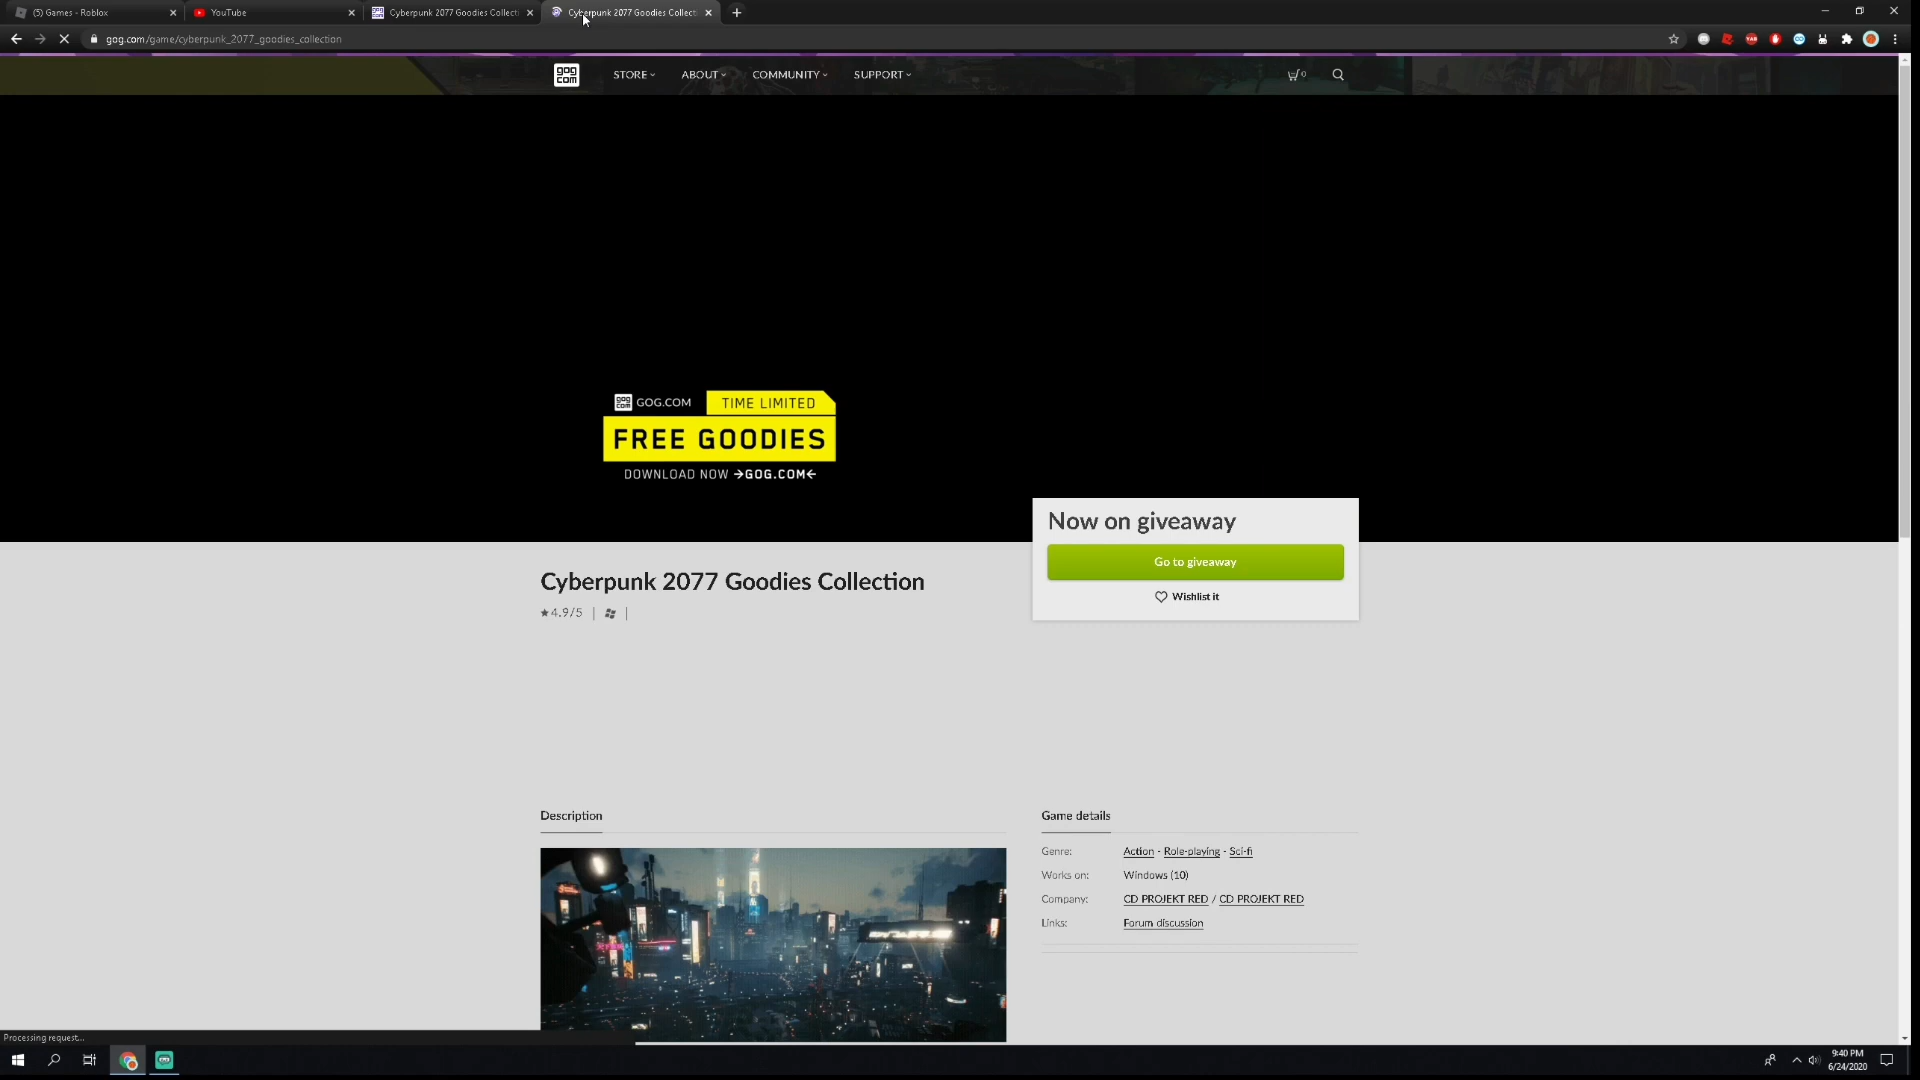 (5) Games - Roblox
YouTube
Cyberpunk 2077 Goodies Collecti
Cyberpunk 2077 Goodies Collect
gog.com/game/cyberpunk_2077_goodies_collection
gog com
STORE
ABOUT
COMMUNITY
SUPPORT
0
GOG.COM
TIME LIMITED
FREE GOODIES
DOWNLOAD NOW →GOG.COM←
Now on giveaway
Go to giveaway
Wishlist it
Cyberpunk 2077 Goodies Collection
★4.9/5
Description
Game details
Genre: Action - Role-playing - Sci-fi
Works on: Windows (10)
Company: CD PROJEKT RED / CD PROJEKT RED
Links: Forum discussion
Processing request...
9:40 PM
6/24/2020